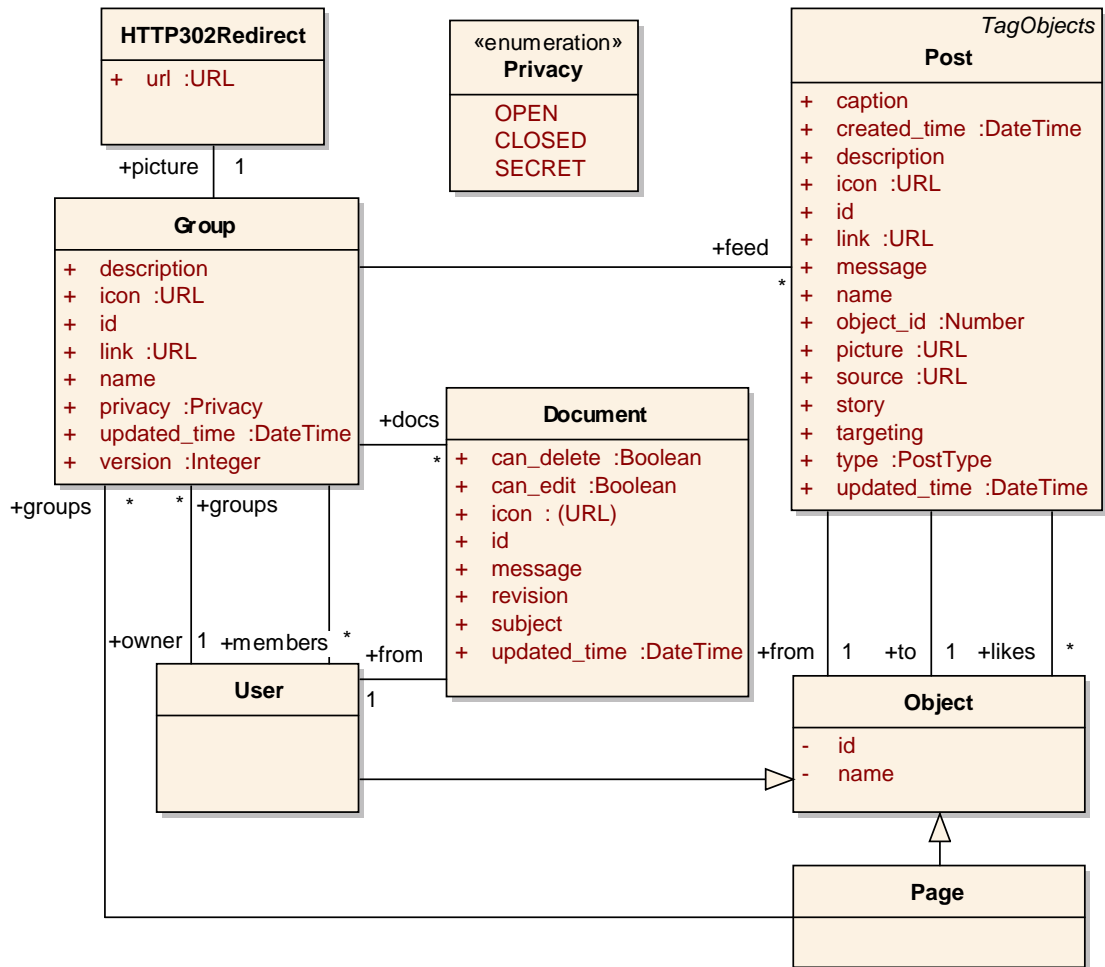 HTTP302Redirect
+ url :URL
«enumeration»
Privacy
OPEN
CLOSED
SECRET
TagObjects
Post
+ caption
+ created_time :DateTime
+ description
+ icon :URL
+ id
+ link :URL
+ message
+ name
+ object_id :Number
+ picture :URL
+ source :URL
+ story
+ targeting
+ type :PostType
+ updated_time :DateTime
+picture 1
Group
+ description
+ icon :URL
+ id
+ link :URL
+ name
+ privacy :Privacy
+ updated_time :DateTime
+ version :Integer
+feed
*
+docs
*
Document
+ can_delete :Boolean
+ can_edit :Boolean
+ icon : (URL)
+ id
+ message
+ revision
+ subject
+ updated_time :DateTime
+groups * * +groups
+owner 1 +members *
+from
1
+from 1 +to 1 +likes *
User
Object
- id
- name
Page